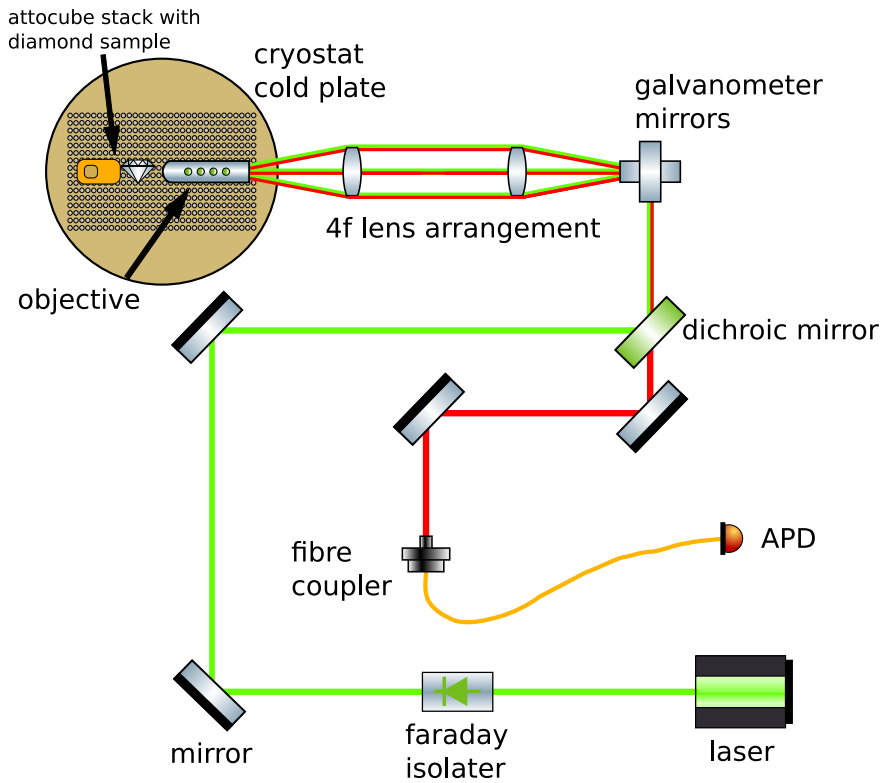 attocube stack with
diamond sample
cryostat
cold plate
galvanometer
mirrors
4f lens arrangement
objective
dichroic mirror
fibre
coupler
APD
mirror
faraday
isolater
laser